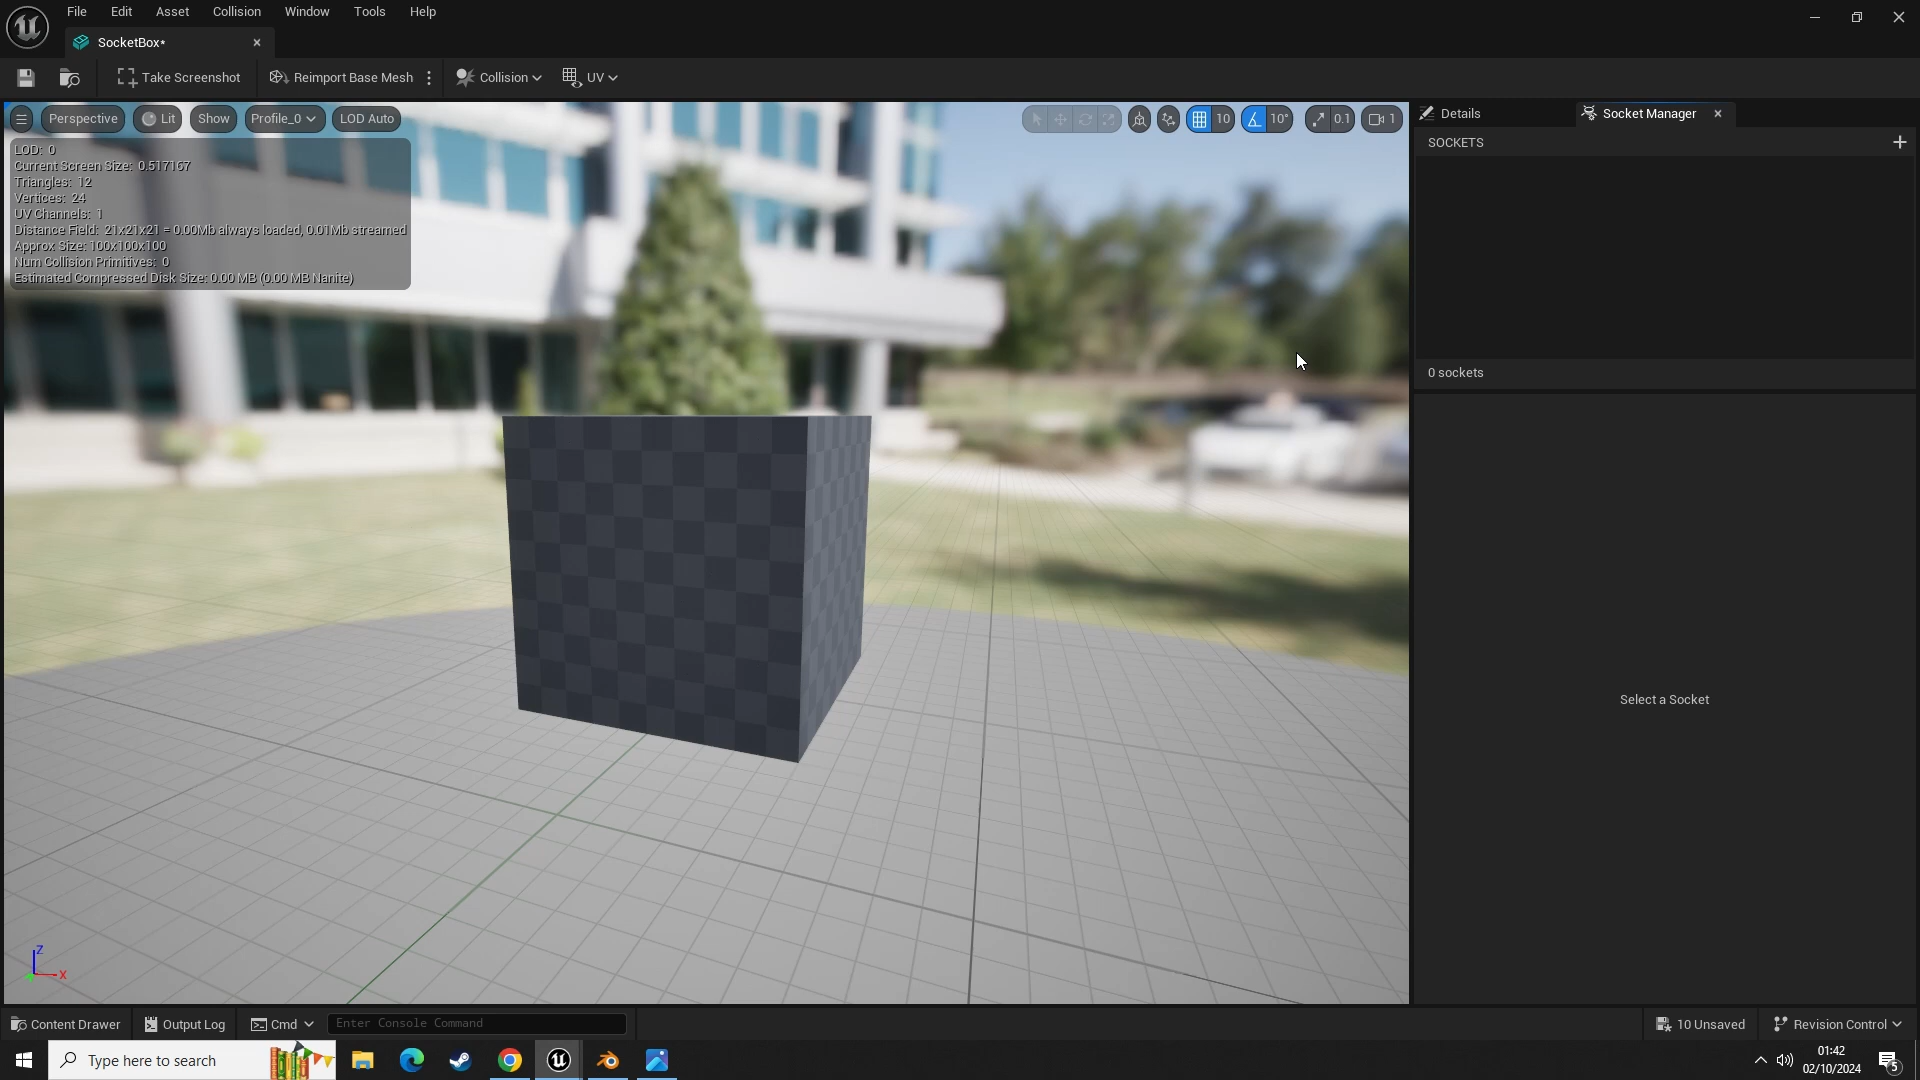 File Edit Asset Collision Window Tools Help
SocketBox*
Take Screenshot Reimport Base Mesh Collision UV
Perspective Lit Show Profile_0 LOD Auto 10 10° 0.1 1
Details Socket Manager
SOCKETS
LOD: 0
Current Screen Size: 0.517167
Triangles: 12
Vertices: 24
UV Channels: 1
Distance Field: 21x21x21 = 0.00Mb always loaded, 0.01Mb streamed
Approx Size: 100x100x100
Num Collision Primitives: 0
Estimated Compressed Disk Size: 0.00 MB (0.00 MB Nanite)
0 sockets
Select a Socket
Z
X
Content Drawer Output Log Cmd Enter Console Command 10 Unsaved Revision Control
Type here to search
01:42
02/10/2024
5